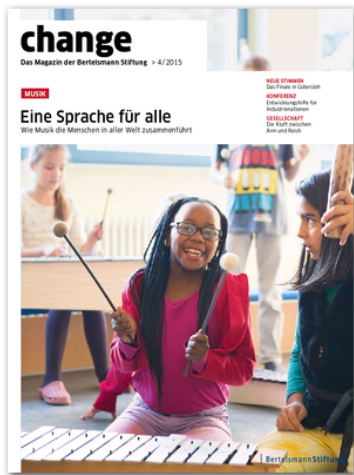 change
Das Magazin der Bertelsmann Stiftung > 4/2015
NEUE STIMMEN
Das Finale in Gütersloh
KONFERENZ
Entwicklungshilfe für
Industrienationen
GESELLSCHAFT
Die Kluft zwischen
Arm und Reich
MUSIK
Eine Sprache für alle
Wie Musik die Menschen in aller Welt zusammenführt
BertelsmannStiftung